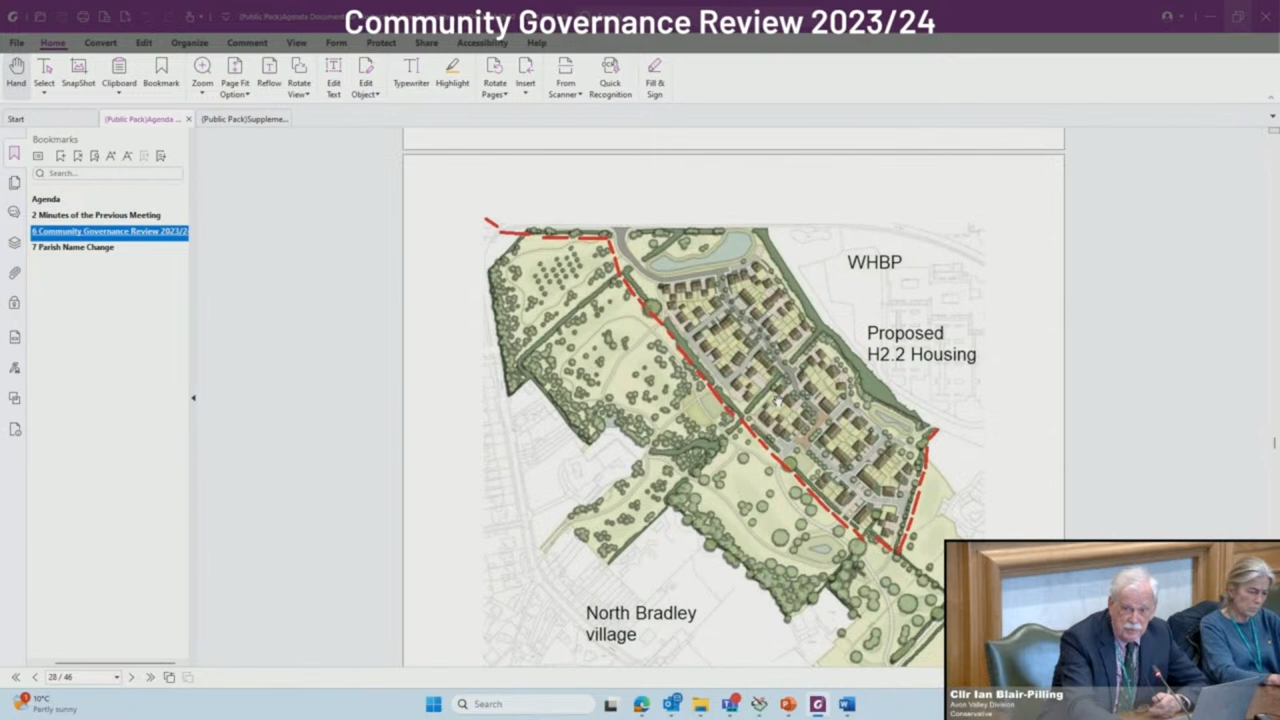 Community Governance Review 2023/24
File Home Convert Edit Organize Comment View Form Protect Share Accessibility Help
Hand Select SnapShot Clipboard Bookmark Zoom Page Fit Option Reflow Rotate View Edit Text Edit Object Typewriter Highlight Rotate Pages Insert From Scanner Quick Recognition Fill & Sign
Start (Public Pack)Agenda ... (Public Pack)Suppleme...
Bookmarks
Search...
Agenda
2 Minutes of the Previous Meeting
6 Community Governance Review 2023/2
7 Parish Name Change
WHBP
Proposed
H2.2 Housing
North Bradley
village
Cllr Ian Blair-Pilling
Avon Valley Division
Conservative
28 / 46
10°C
Partly sunny
Search